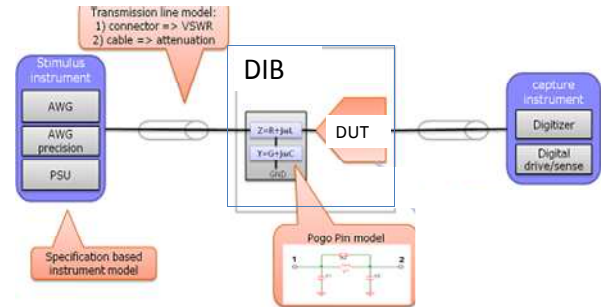 Transmission line model:
1) connector => VSWR
2) cable => attenuation
Stimulus
instrument
AWG
AWG
precision
PSU
Specification based
instrument model
DIB
Z=R+jωL
Y=G+jωC
GND
DUT
Pogo Pin model
1
2
capture
instrument
Digitizer
Digital
drive/sense